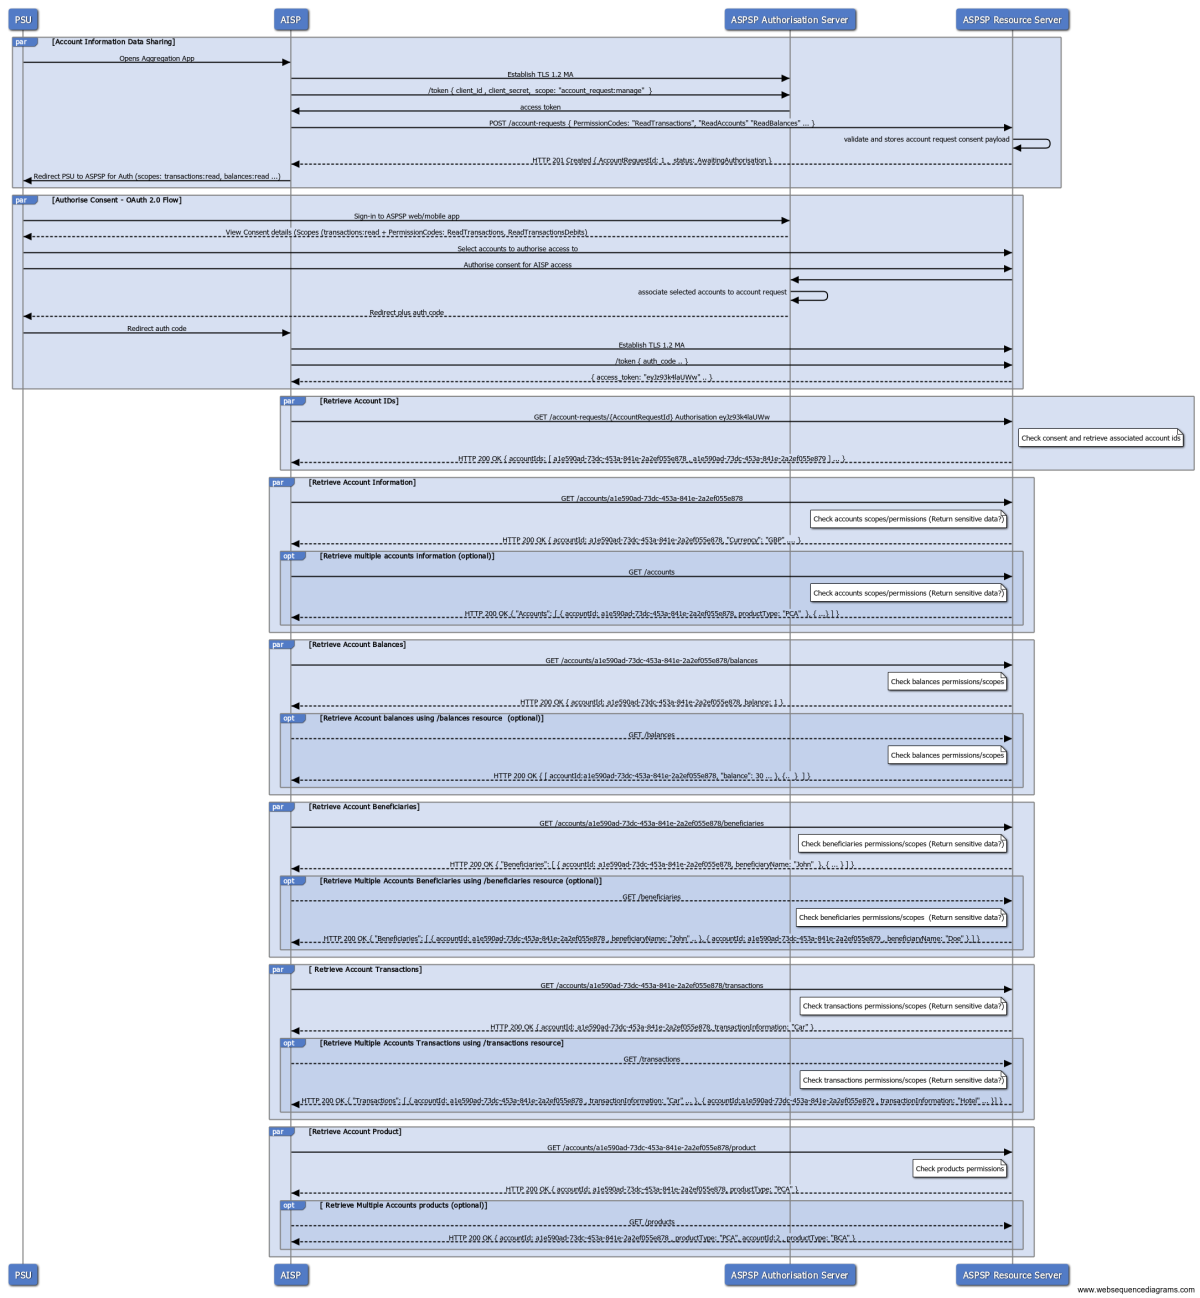 PSU AISP ASPSP Authorisation Server ASPSP Resource Server
par [Account Information Data Sharing]
Opens Aggregation App
Establish TLS 1.2 MA
/token { client_id , client_secret, scope: "account_request:manage" }
access token
POST /account-requests { PermissionCodes: "ReadTransactions", "ReadAccounts" "ReadBalances" ... }
validate and stores account request consent payload
HTTP 201 Created { AccountRequestId: 1 , status: AwaitingAuthorisation }
Redirect PSU to ASPSP for Auth (scopes: transactions:read, balances:read ...)
par [Authorise Consent - OAuth 2.0 Flow]
Sign-in to ASPSP web/mobile app
View Consent details (Scopes (transactions:read + PermissionCodes: ReadTransactions, ReadTransactionsDebits)
Select accounts to authorise access to
Authorise consent for AISP access
associate selected accounts to account request
Redirect plus auth code
Redirect auth code
Establish TLS 1.2 MA
/token { auth_code .. }
{ access_token: "eyJz93k4laUWw" .. }
par [Retrieve Account IDs]
GET /account-requests/{AccountRequestId} Authorisation eyJz93k4laUWw
Check consent and retrieve associated account ids
HTTP 200 OK { accountIds: [ a1e590ad-73dc-453a-841e-2a2ef055e878 , a1e590ad-73dc-453a-841e-2a2ef055e879 ] ... }
par [Retrieve Account Information]
GET /accounts/a1e590ad-73dc-453a-841e-2a2ef055e878
Check accounts scopes/permissions (Return sensitive data?)
HTTP 200 OK { accountId: a1e590ad-73dc-453a-841e-2a2ef055e878, "Currency": "GBP" .... }
opt [Retrieve multiple accounts information (optional)]
GET /accounts
Check accounts scopes/permissions (Return sensitive data?)
HTTP 200 OK { "Accounts": [ { accountId: a1e590ad-73dc-453a-841e-2a2ef055e878, productType: "PCA" }, { ...} ] }
par [Retrieve Account Balances]
GET /accounts/a1e590ad-73dc-453a-841e-2a2ef055e878/balances
Check balances permissions/scopes
HTTP 200 OK { accountId: a1e590ad-73dc-453a-841e-2a2ef055e878, balance: 1 }
opt [Retrieve Account balances using /balances resource (optional)]
GET /balances
Check balances permissions/scopes
HTTP 200 OK { [ accountId:a1e590ad-73dc-453a-841e-2a2ef055e878, "balance": 30 ... }, {.. } ] }
par [Retrieve Account Beneficiaries]
GET /accounts/a1e590ad-73dc-453a-841e-2a2ef055e878/beneficiaries
Check beneficiaries permissions/scopes (Return sensitive data?)
HTTP 200 OK { "Beneficiaries": [ { accountId: a1e590ad-73dc-453a-841e-2a2ef055e878, beneficiaryName: "John" }, { ... } ] }
opt [Retrieve Multiple Accounts Beneficiaries using /beneficiaries resource (optional)]
GET /beneficiaries
Check beneficiaries permissions/scopes (Return sensitive data?)
HTTP 200 OK { "Beneficiaries": [ { accountId: a1e590ad-73dc-453a-841e-2a2ef055e878 , beneficiaryName: "John" .. }, { accountId: a1e590ad-73dc-453a-841e-2a2ef055e879 , beneficiaryName: "Doe" } ] }
par [ Retrieve Account Transactions]
GET /accounts/a1e590ad-73dc-453a-841e-2a2ef055e878/transactions
Check transactions permissions/scopes (Return sensitive data?)
HTTP 200 OK { accountId: a1e590ad-73dc-453a-841e-2a2ef055e878, transactionInformation: "Car" }
opt [Retrieve Multiple Accounts Transactions using /transactions resource]
GET /transactions
Check transactions permissions/scopes (Return sensitive data?)
HTTP 200 OK { "Transactions": [ { accountId: a1e590ad-73dc-453a-841e-2a2ef055e878 , transactionInformation: "Car" ... }, { accountId:a1e590ad-73dc-453a-841e-2a2ef055e879 , transactionInformation: "Hotel" ... }] }
par [Retrieve Account Product]
GET /accounts/a1e590ad-73dc-453a-841e-2a2ef055e878/product
Check products permissions
HTTP 200 OK { accountId: a1e590ad-73dc-453a-841e-2a2ef055e878, productType: "PCA" }
opt [ Retrieve Multiple Accounts products (optional)]
GET /products
HTTP 200 OK { accountId: a1e590ad-73dc-453a-841e-2a2ef055e878 , productType: "PCA", accountId:2 , productType: "BCA" }
PSU AISP ASPSP Authorisation Server ASPSP Resource Server
www.websequencediagrams.com